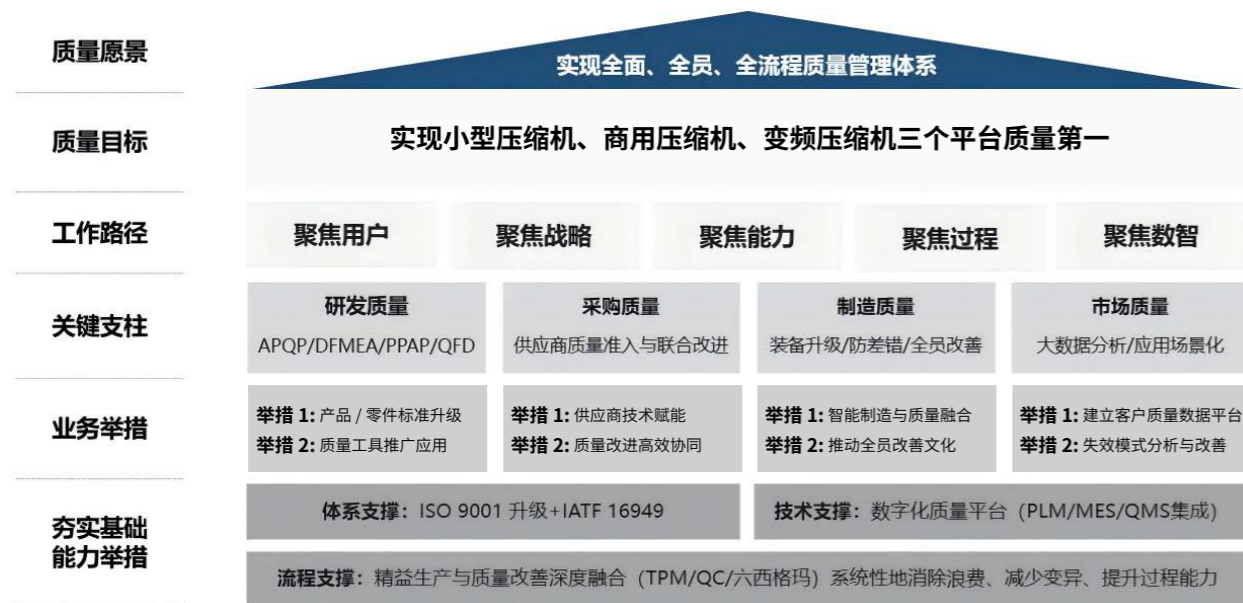 质量愿景
实现全面、全员、全流程质量管理体系
质量目标
实现小型压缩机、商用压缩机、变频压缩机三个平台质量第一
工作路径
聚焦用户
聚焦战略
聚焦能力
聚焦过程
聚焦数智
关键支柱
研发质量
APQP/DFMEA/PPAP/QFD
采购质量
供应商质量准入与联合改进
制造质量
装备升级/防差错/全员改善
市场质量
大数据分析/应用场景化
业务举措
举措 1: 产品 / 零件标准升级
举措 2: 质量工具推广应用
举措 1: 供应商技术赋能
举措 2: 质量改进高效协同
举措 1: 智能制造与质量融合
举措 2: 推动全员改善文化
举措 1: 建立客户质量数据平台
举措 2: 失效模式分析与改善
夯实基础
能力举措
体系支撑：ISO 9001 升级+IATF 16949
技术支撑：数字化质量平台（PLM/MES/QMS集成）
流程支撑：精益生产与质量改善深度融合（TPM/QC/六西格玛）系统性地消除浪费、减少变异、提升过程能力